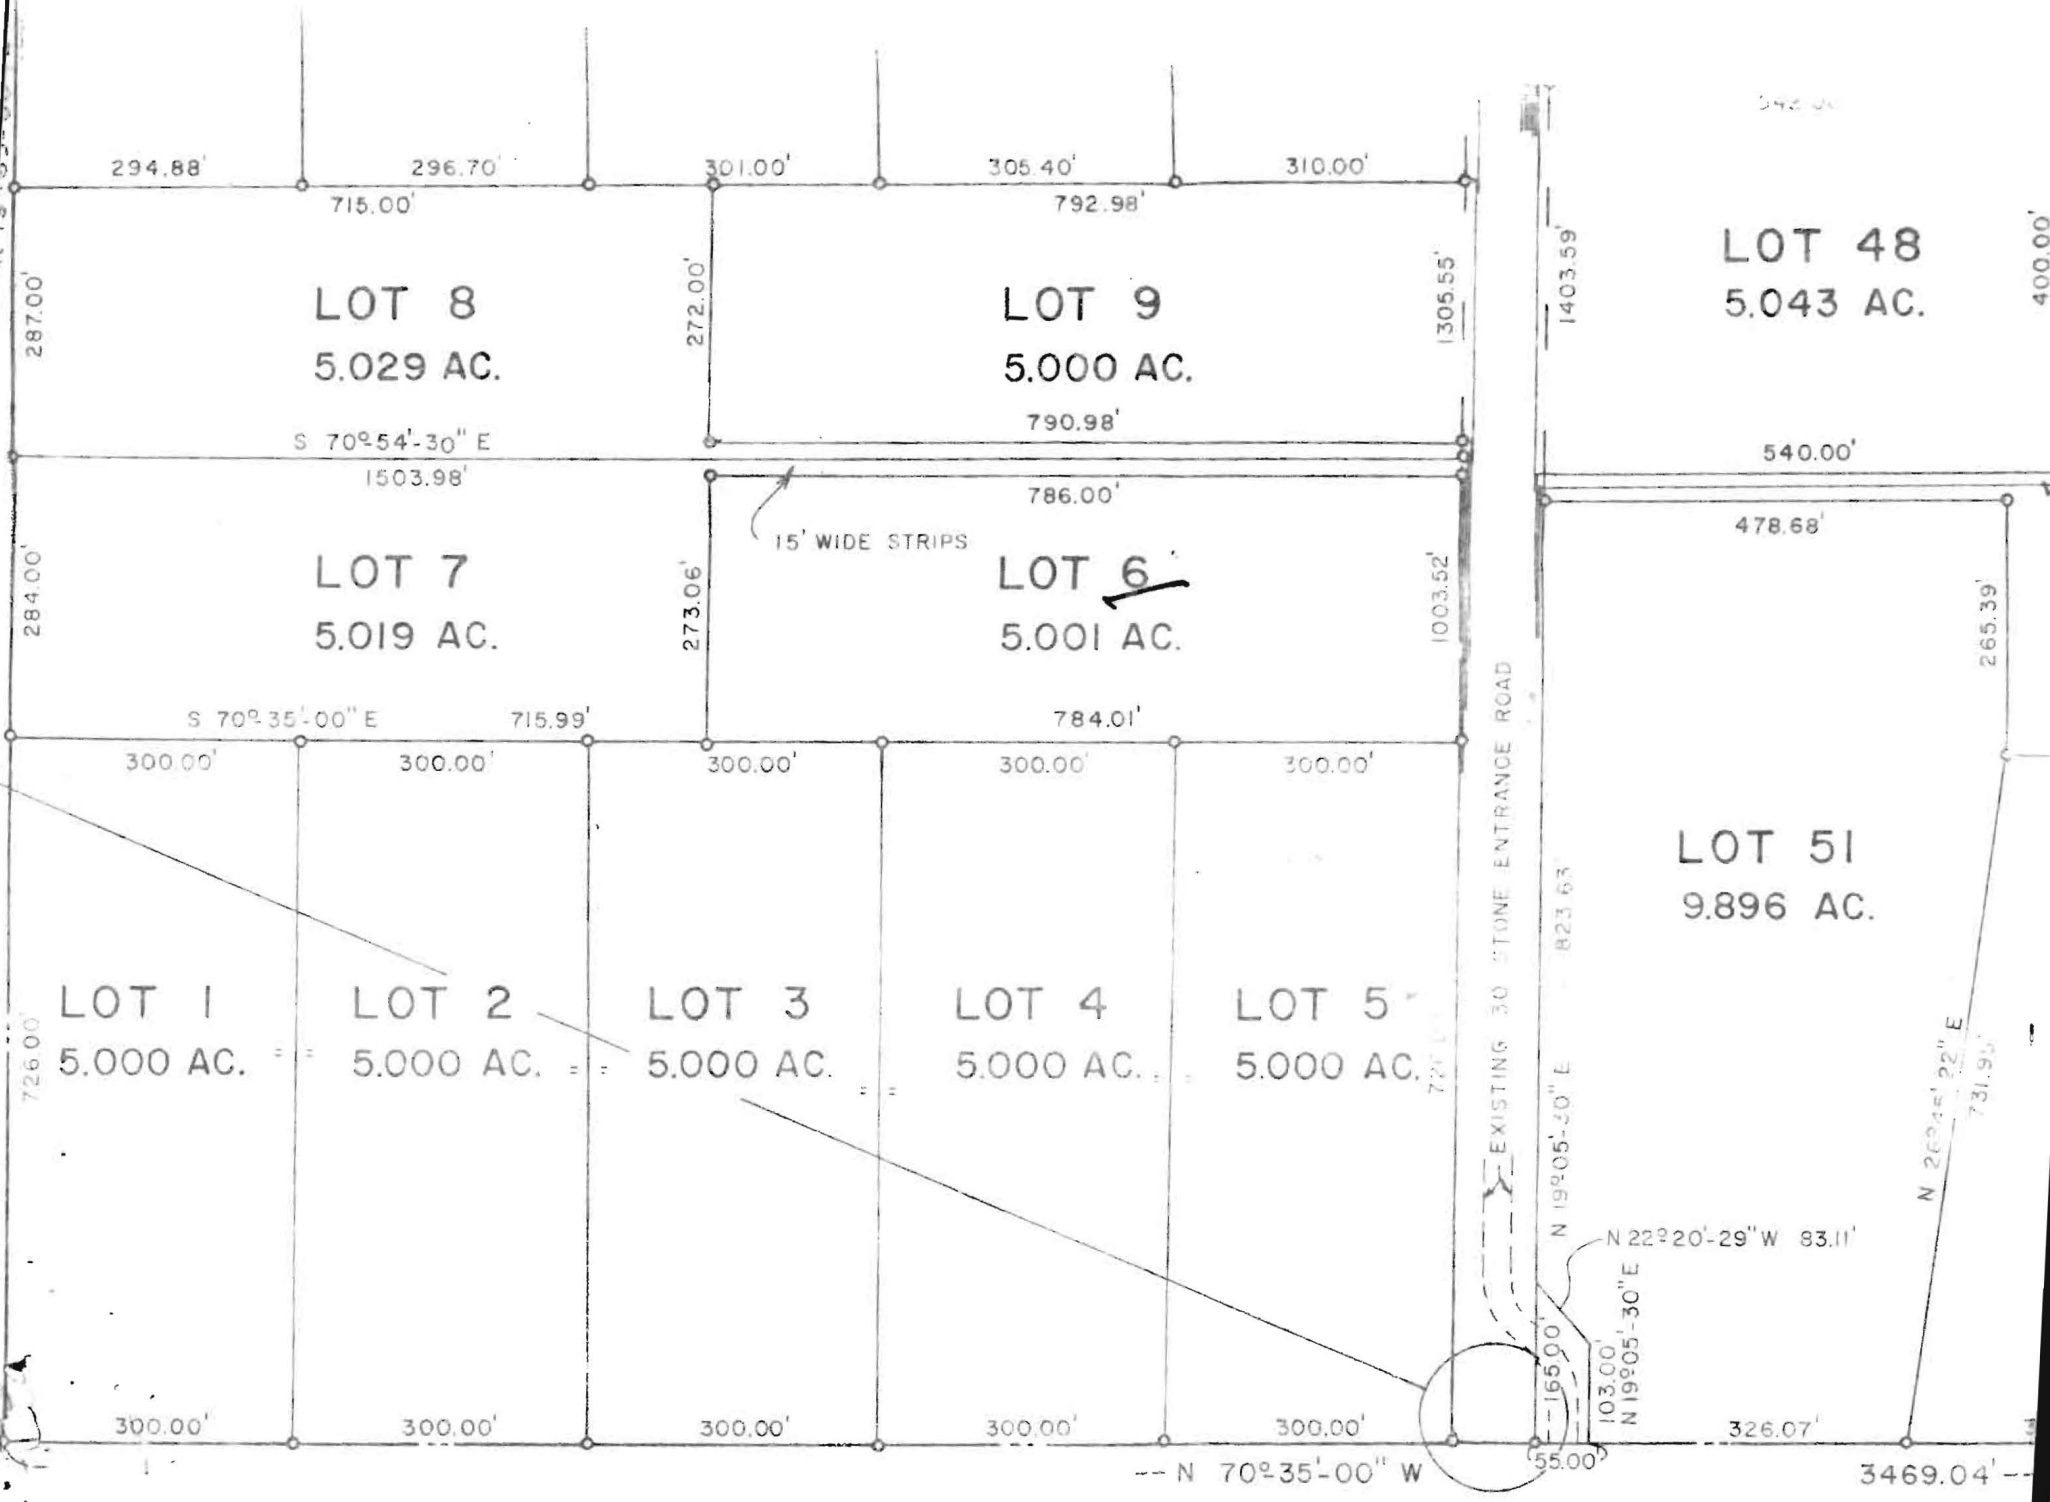 294.88'
296.70'
301.00'
305.40'
310.00'
715.00'
792.98'
287.00'
LOT 8
5.029 AC.
272.00'
LOT 9
5.000 AC.
1305.55'
1403.59'
LOT 48
5.043 AC.
400.00'
790.98'
S 70°-54'-30" E
1503.98'
540.00'
786.00'
478.68'
15' WIDE STRIPS
284.00'
LOT 7
5.019 AC.
273.06'
LOT 6
5.001 AC.
1003.52'
265.39'
S 70°-35'-00" E
715.99'
784.01'
300.00'
300.00'
300.00'
300.00'
300.00'
EXISTING 30 STONE ENTRANCE ROAD
LOT 51
9.896 AC.
823.63'
N 19°-05'-30" E
726.00'
LOT 1
5.000 AC.
LOT 2
5.000 AC.
LOT 3
5.000 AC.
LOT 4
5.000 AC.
LOT 5
5.000 AC.
22" E
731.95'
N 22°20'-29" W 83.11'
165.00'
103.00'
N 19°05'-30" E
300.00'
300.00'
300.00'
300.00'
300.00'
326.07'
55.00'
-- N 70°-35'-00" W
3469.04' --